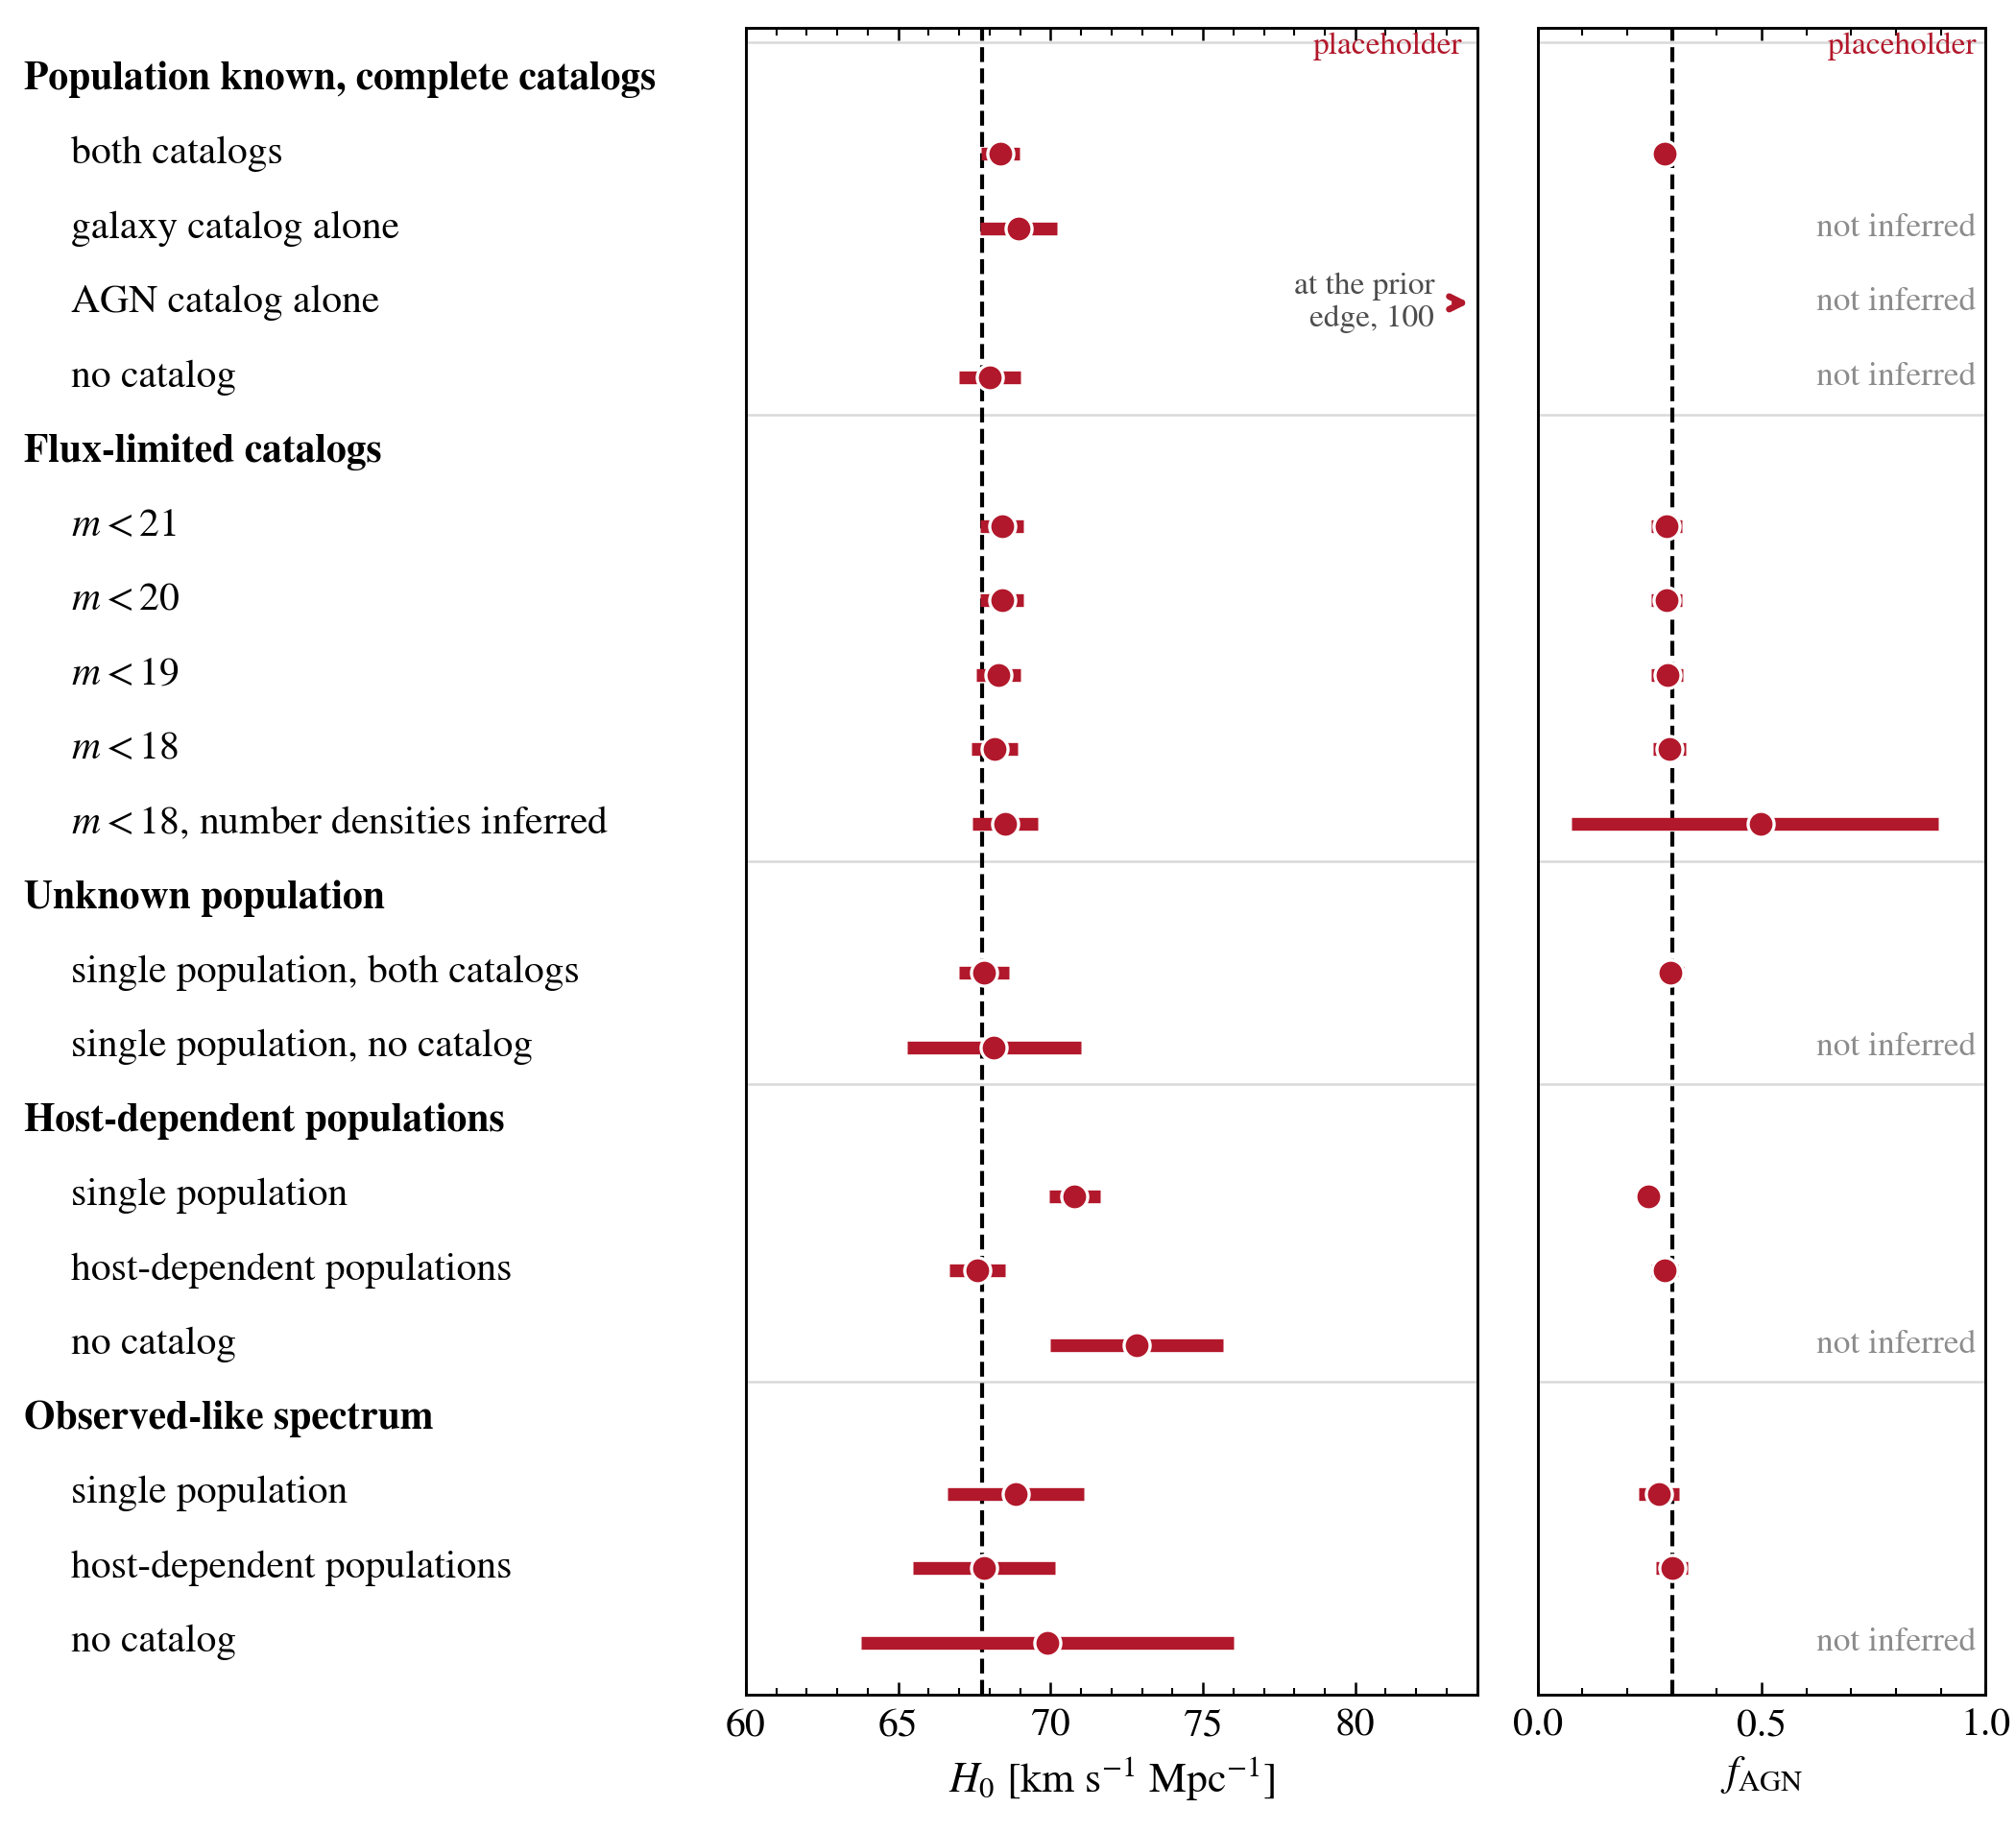 placeholder placeholder
Population known, complete catalogs
both catalogs
galaxy catalog alone not inferred
AGN catalog alone at the prior edge, 100 not inferred
no catalog not inferred
Flux-limited catalogs
m < 21
m < 20
m < 19
m < 18
m < 18, number densities inferred
Unknown population
single population, both catalogs
single population, no catalog not inferred
Host-dependent populations
single population
host-dependent populations
no catalog not inferred
Observed-like spectrum
single population
host-dependent populations
no catalog not inferred
60 65 70 75 80 0.0 0.5 1.0
H₀ [km s⁻¹ Mpc⁻¹] f_AGN